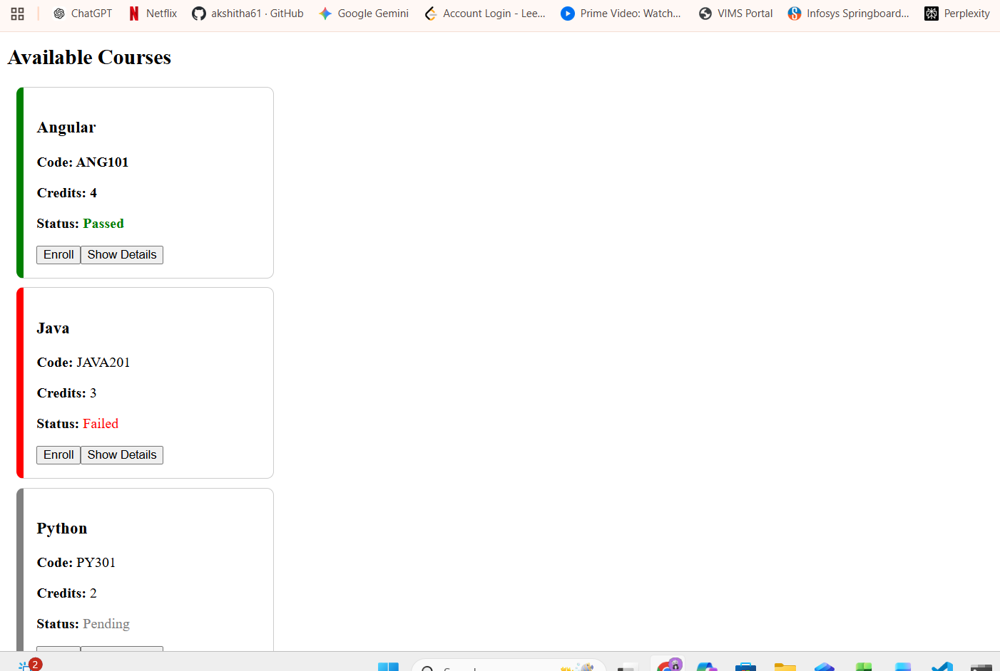 ChatGPT Netflix akshitha61 · GitHub Google Gemini Account Login - Lee... Prime Video: Watch... VIMS Portal Infosys Springboard... Perplexity
Available Courses
Angular
Code: ANG101
Credits: 4
Status: Passed
Enroll Show Details
Java
Code: JAVA201
Credits: 3
Status: Failed
Enroll Show Details
Python
Code: PY301
Credits: 2
Status: Pending
2